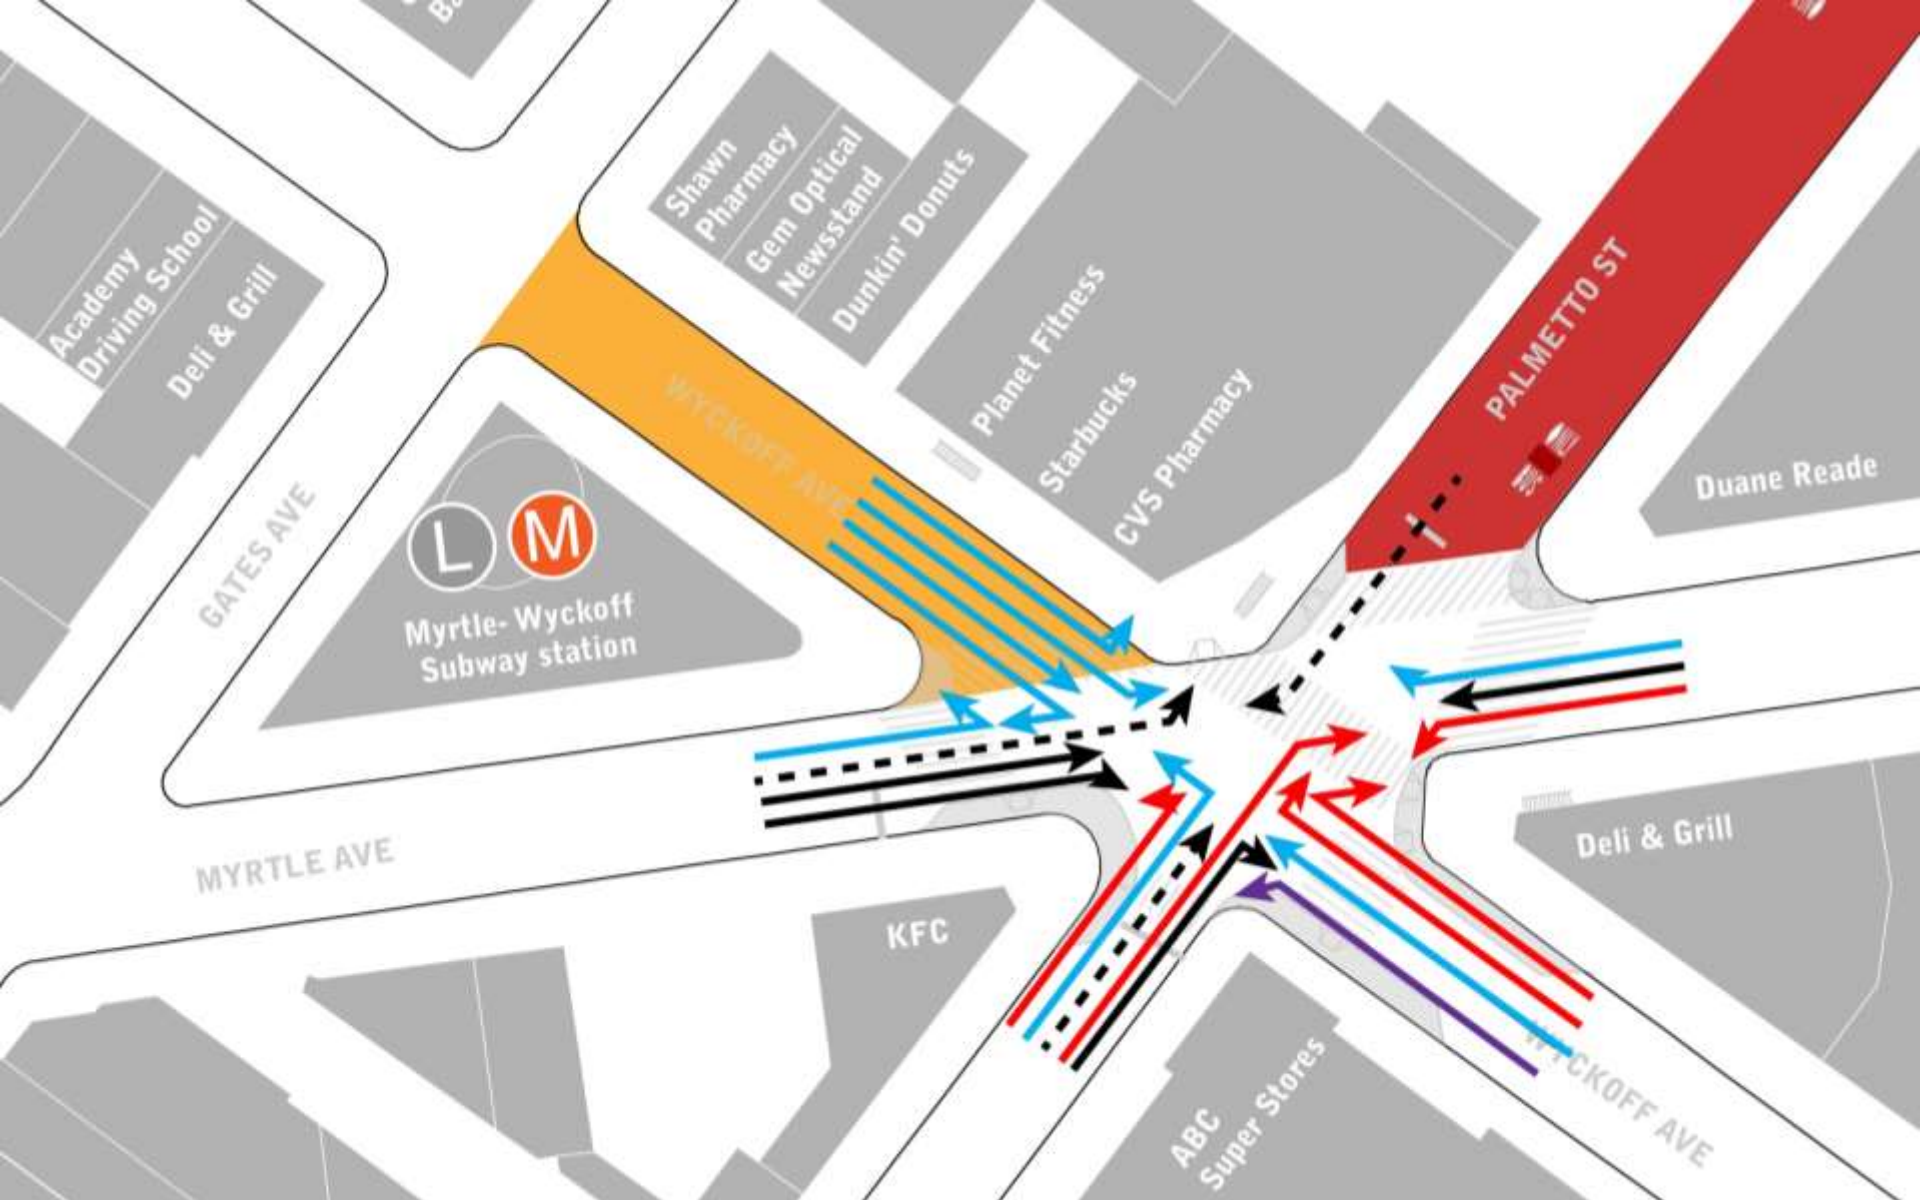 Ba
Shawn
Pharmacy
Gem Optical
Newsstand
Dunkin' Donuts
Academy
Driving School
Deli & Grill
Planet Fitness
Starbucks
CVS Pharmacy
PALMETTO ST
Duane Reade
WYCKOFF AVE
GATES AVE
L M
Myrtle- Wyckoff
Subway station
MYRTLE AVE
KFC
Deli & Grill
ABC
Super Stores
WYCKOFF AVE